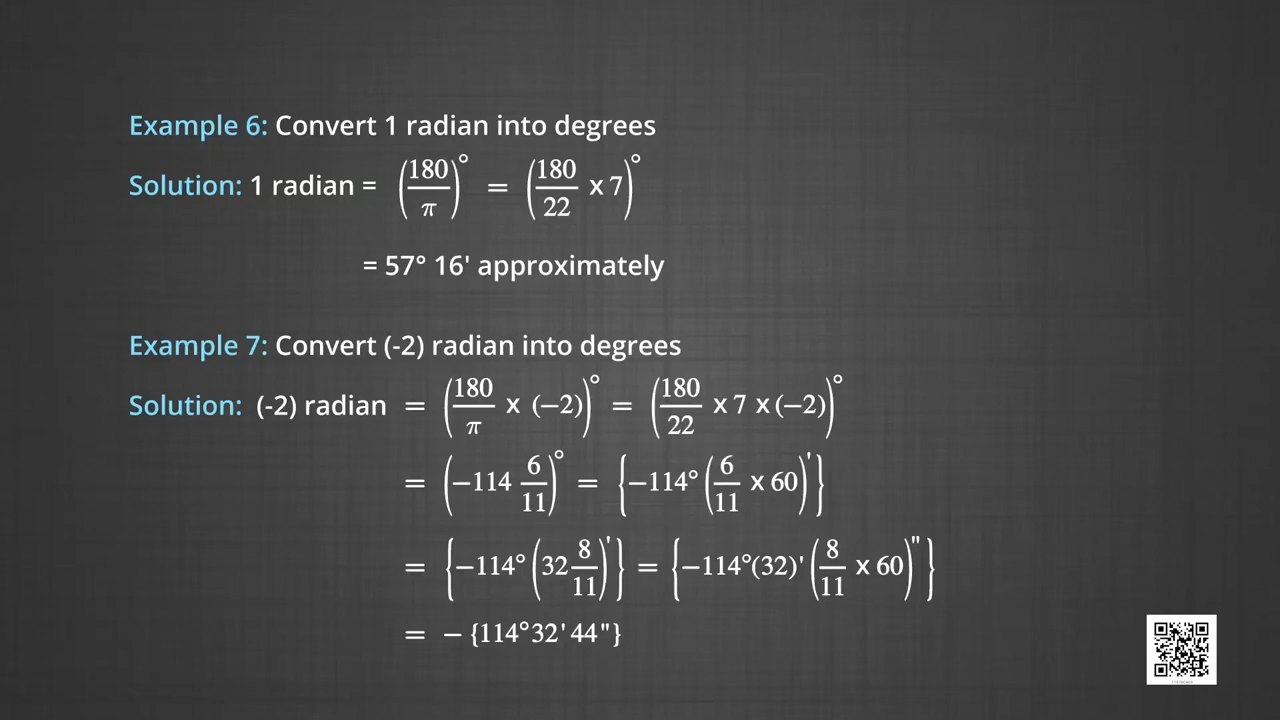 Example 6: Convert 1 radian into degrees
Solution: 1 radian = (180/π)° = (180/22 x 7)°
= 57° 16' approximately
Example 7: Convert (-2) radian into degrees
Solution: (-2) radian = (180/π x (−2))° = (180/22 x 7 x (−2))°
= (−114 6/11)° = {−114° (6/11 x 60)'}
= {−114° (32 8/11)'} = {−114°(32)' (8/11 x 60)"}
= − {114°32'44"}